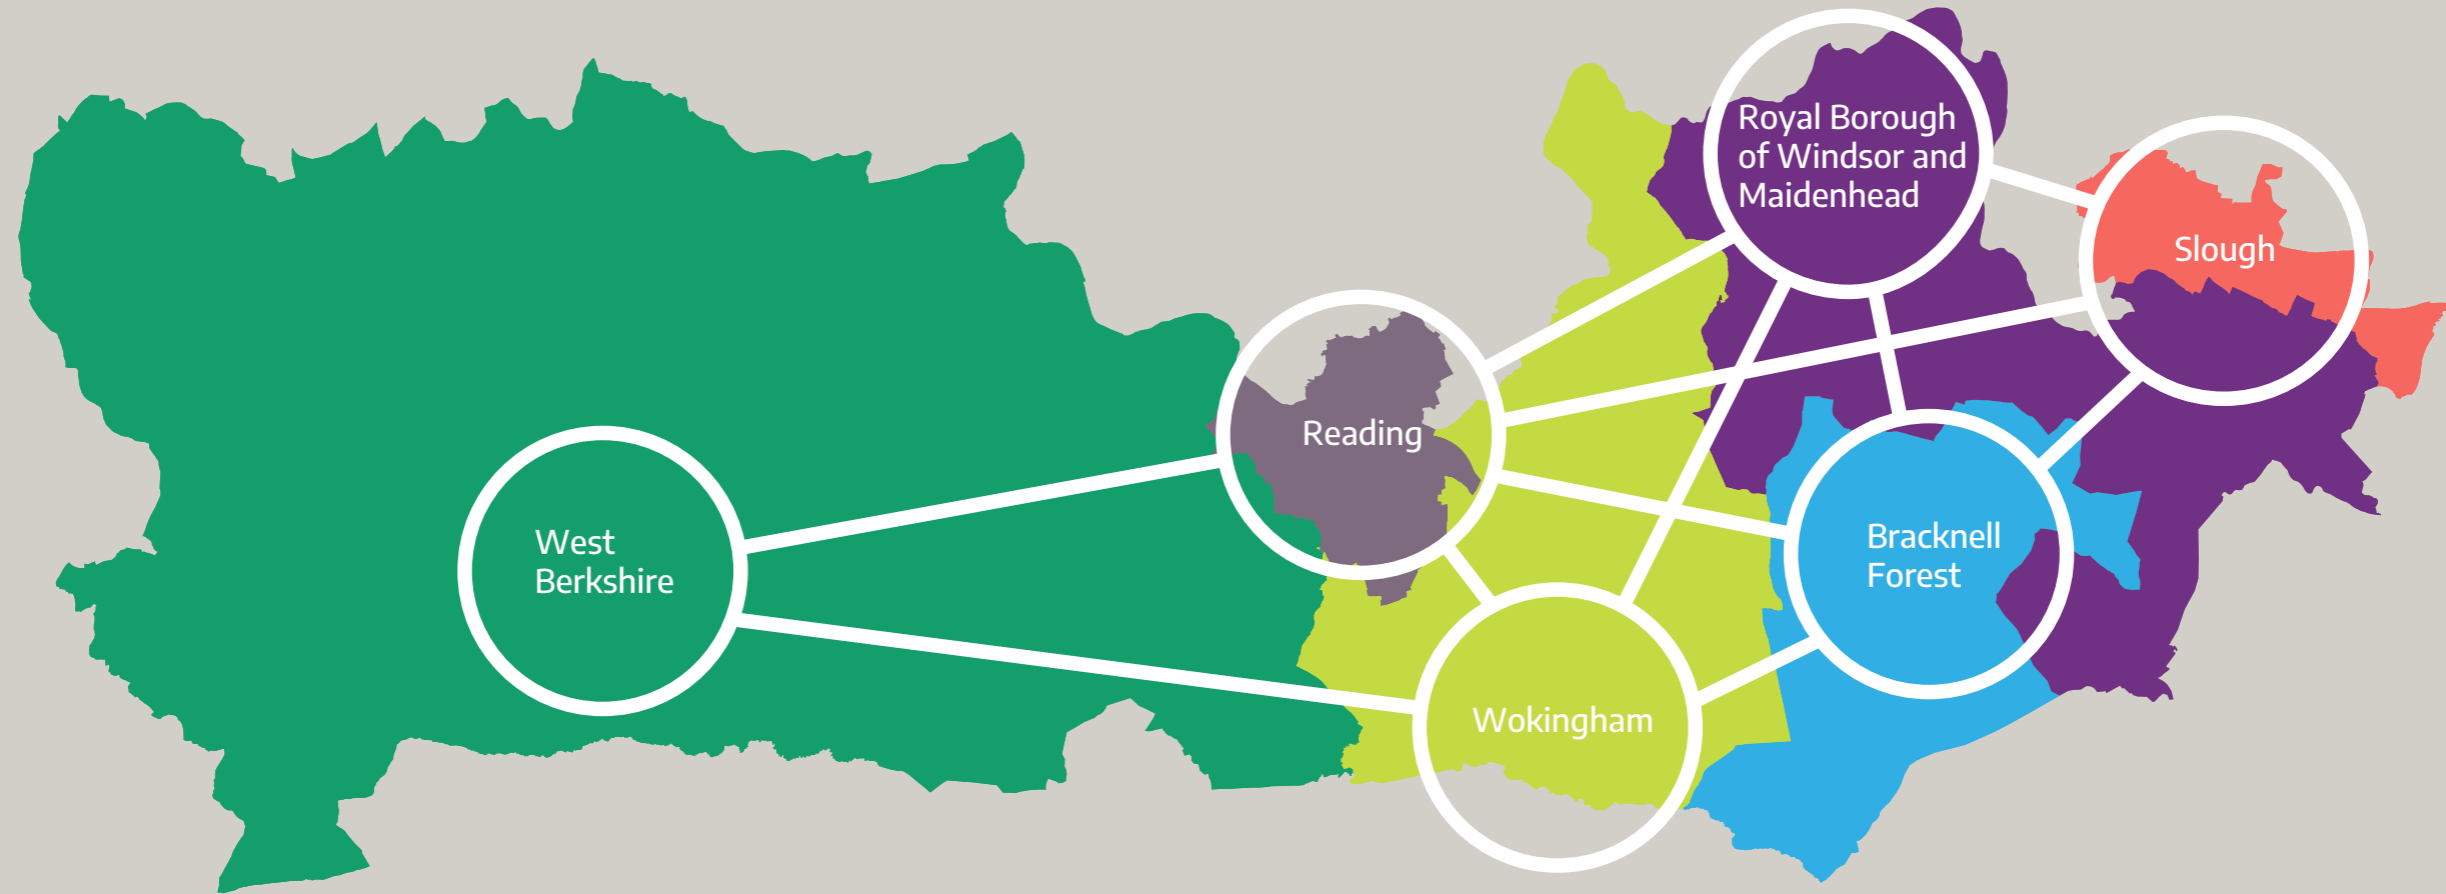 Royal Borough
of Windsor and
Maidenhead
Slough
Reading
West
Berkshire
Bracknell
Forest
Wokingham